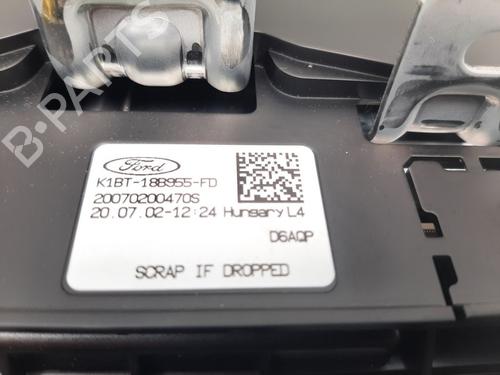 B-PARTS
Ford
K1BT-18B955-FD
20070200470S
20.07.02-12:24 Hungary L4
D6AQP
SCRAP IF DROPPED